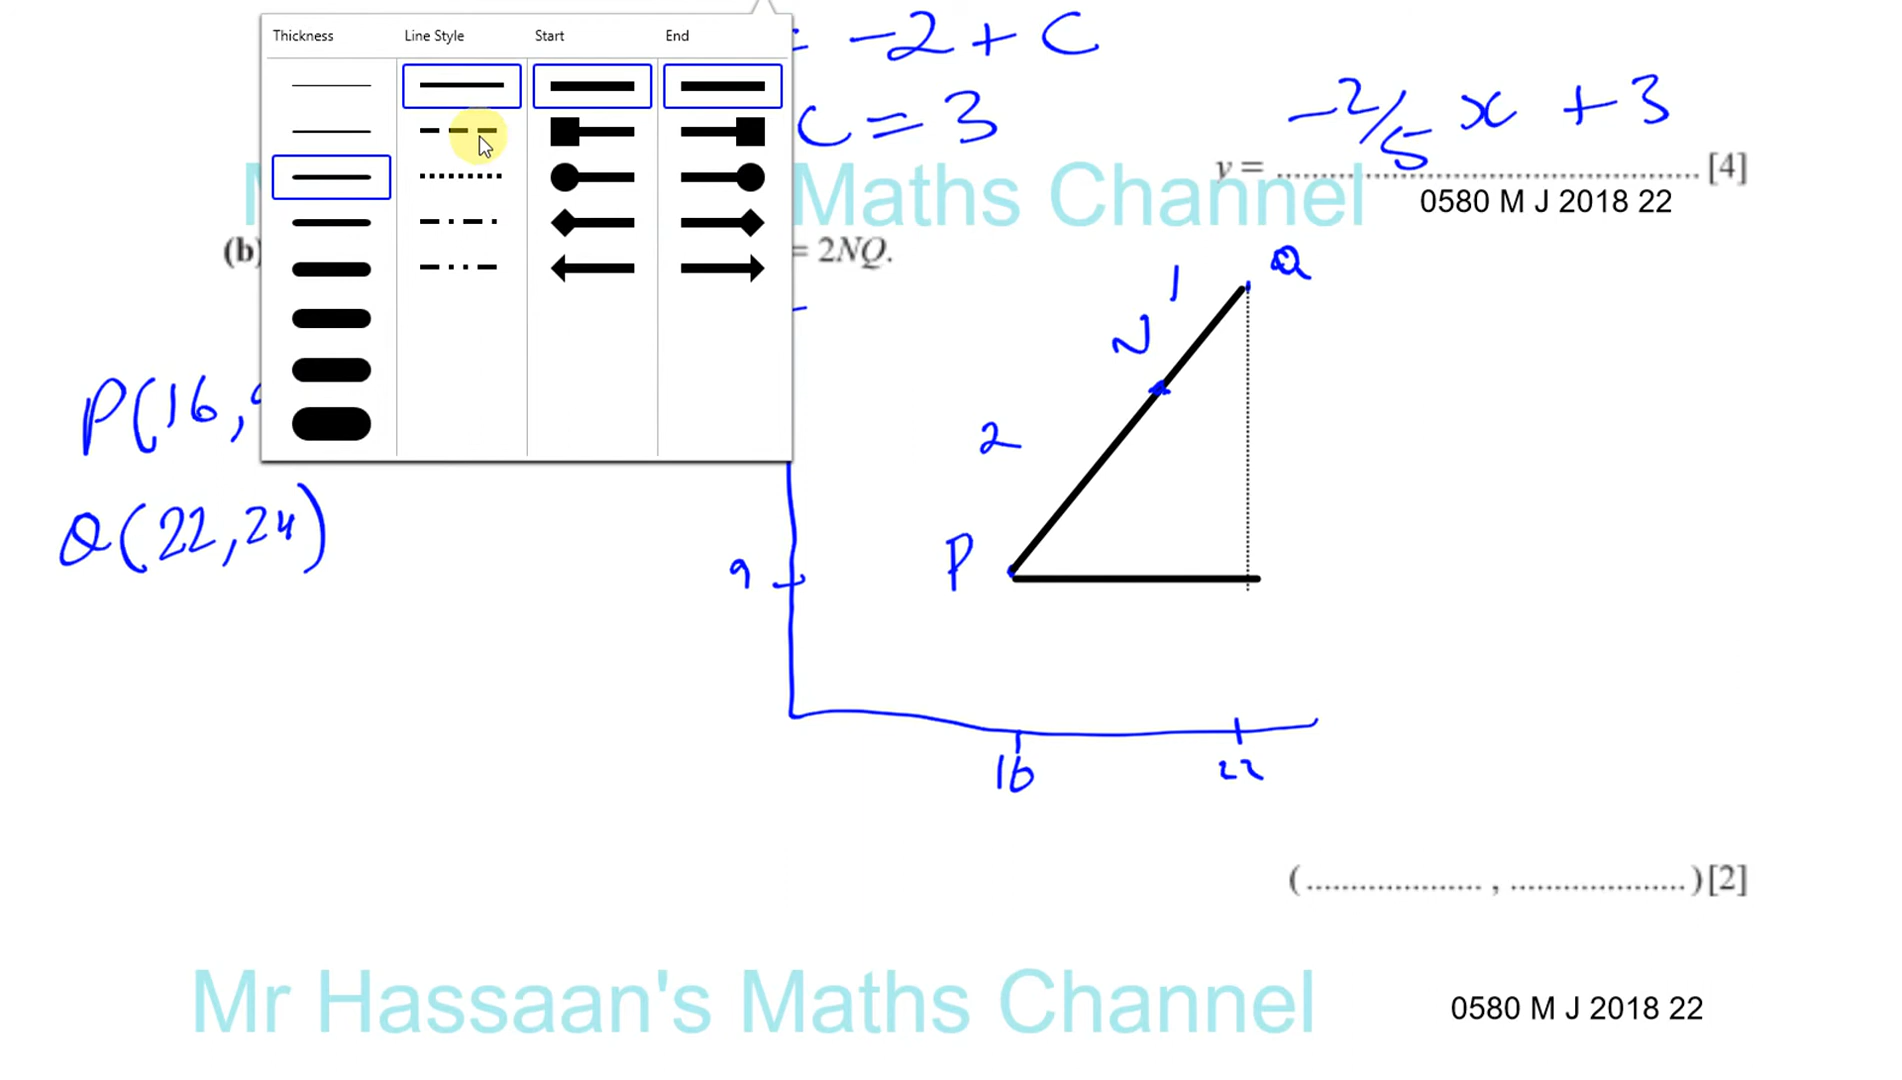 Thickness Line Style Start End
= -2 + C
C = 3
-2/5 x + 3
y = ........................................ [4]
Maths Channel
0580 M J 2018 22
(b)
= 2NQ.
Q
1
N
2
P
P(16,
Q(22,24)
9
16 22
(.................... , ....................) [2]
Mr Hassaan's Maths Channel
0580 M J 2018 22